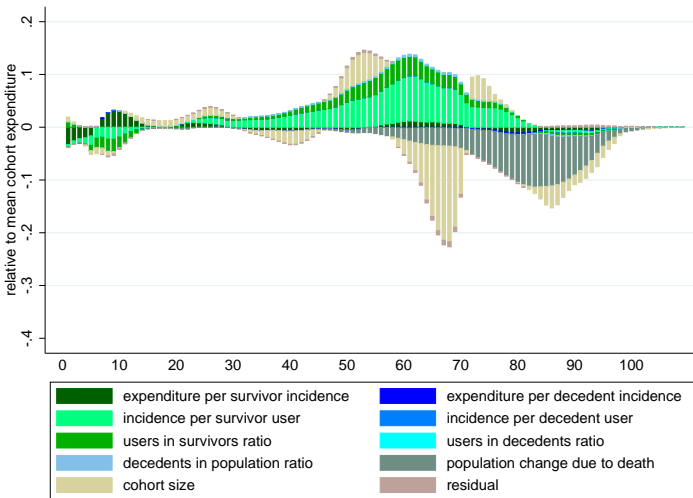 .2
.1
0
-.1
-.2
-.3
-.4
relative to mean cohort expenditure
0 10 20 30 40 50 60 70 80 90 100
expenditure per survivor incidence expenditure per decedent incidence
incidence per survivor user incidence per decedent user
users in survivors ratio users in decedents ratio
decedents in population ratio population change due to death
cohort size residual